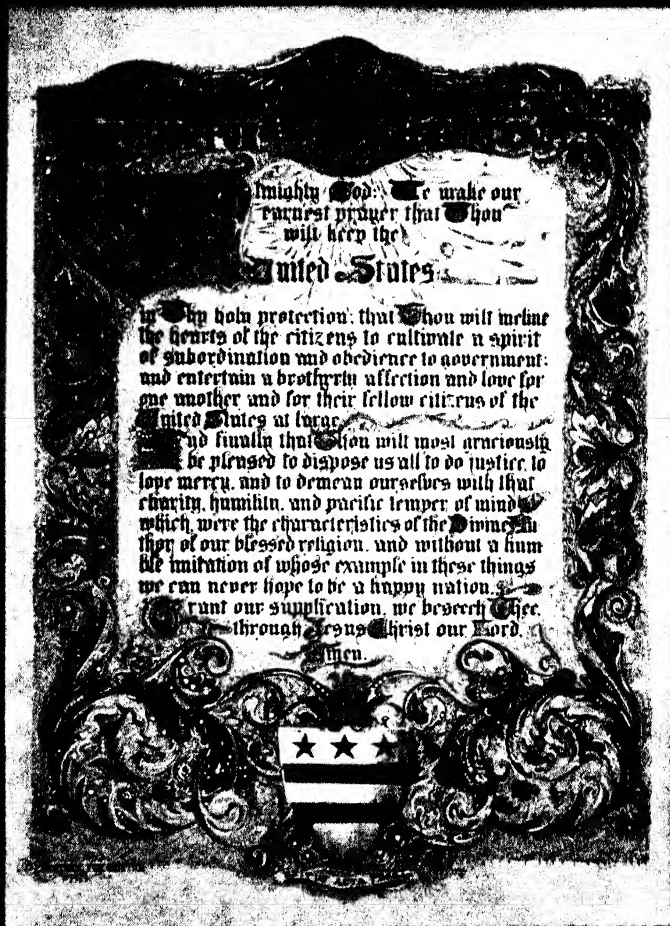 Almighty God: We make our
earnest prayer that Thou
will keep the
United States
in Thy holy protection; that Thou wilt incline
the hearts of the citizens to cultivate a spirit
of subordination and obedience to government;
and entertain a brotherly affection and love for
one another and for their fellow citizens of the
United States at large.
And finally that Thou will most graciously
be pleased to dispose us all to do justice, to
love mercy, and to demean ourselves with that
charity, humility, and pacific temper of mind
which were the characteristics of the Divine Au
thor of our blessed religion, and without a hum
ble imitation of whose example in these things
we can never hope to be a happy nation.
Grant our supplication, we beseech Thee,
through Jesus Christ our Lord.
Amen.